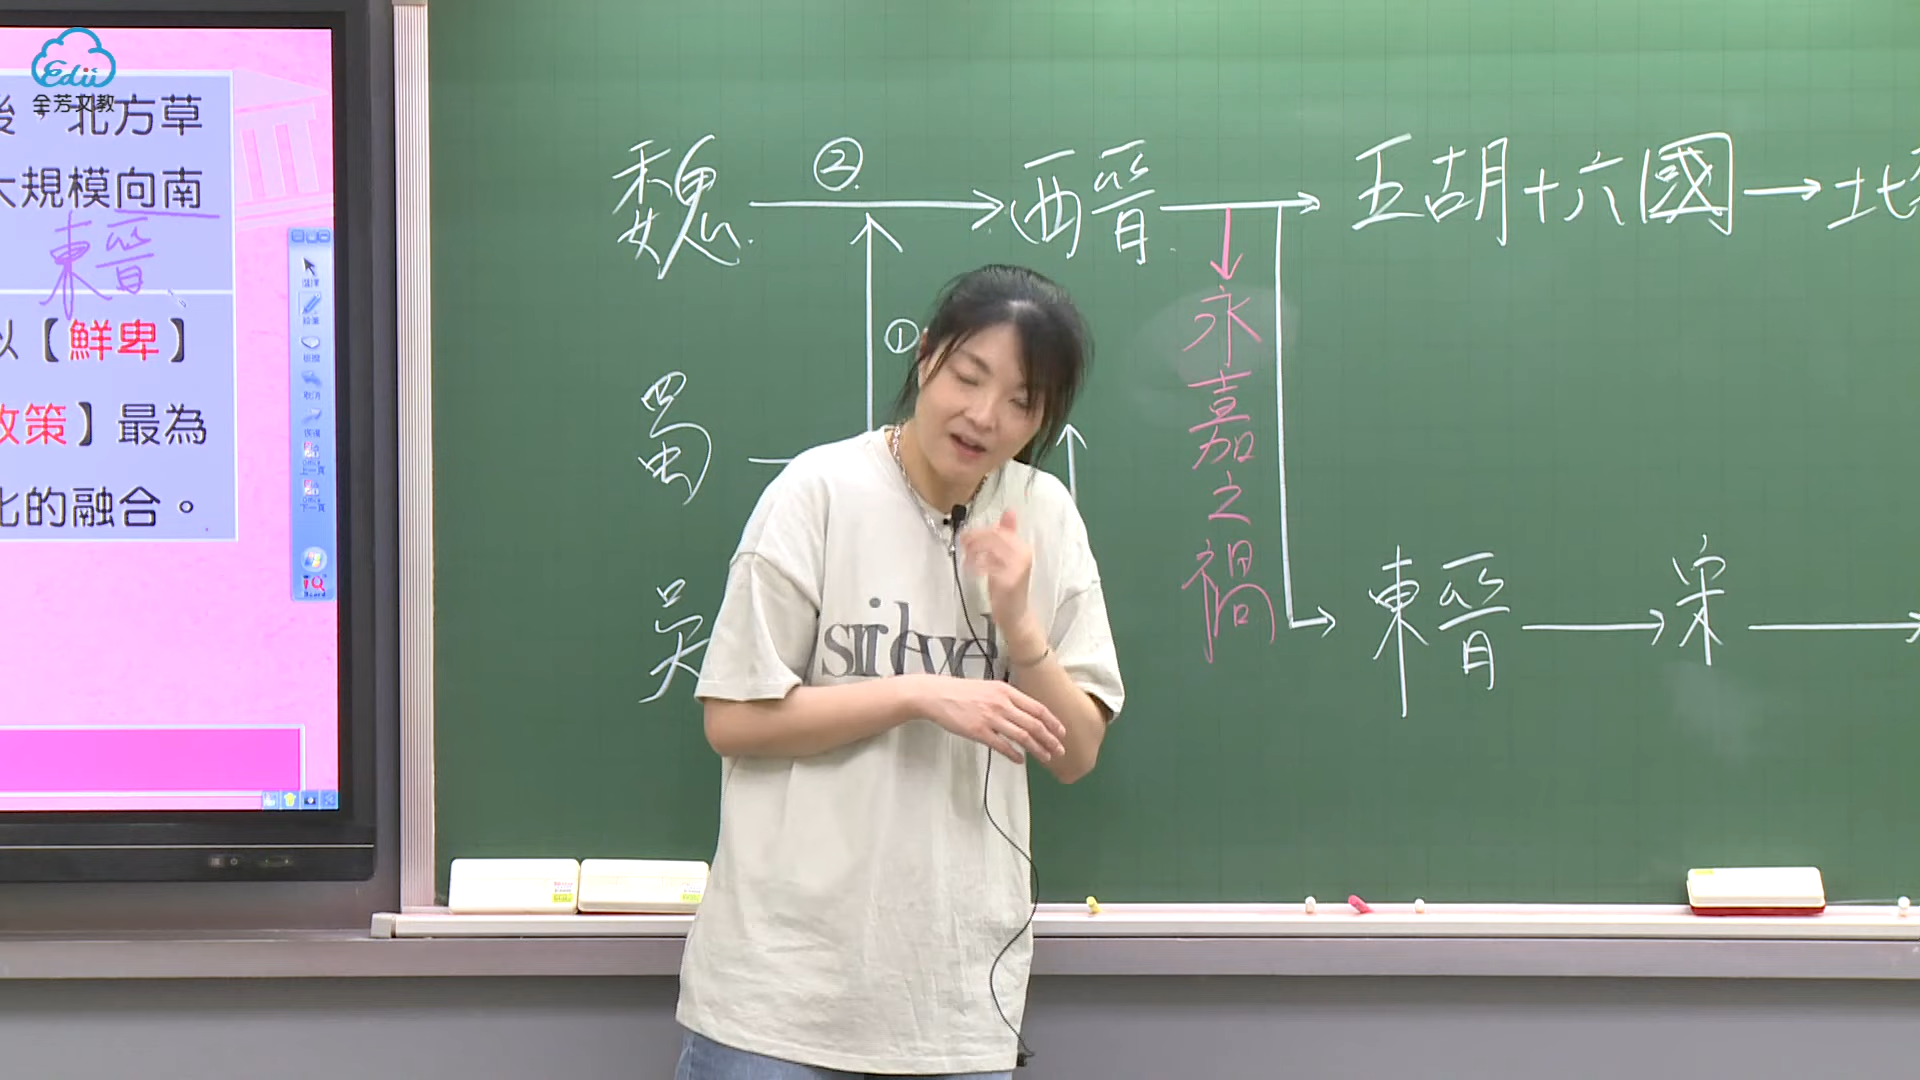 Edii
全芳文教
後，北方草
大規模向南
東晉
以【鮮卑】
政策】最為
化的融合。
魏 ② 西晉 五胡十六國 北
①
永嘉之禍
蜀
吳
東晉 宋